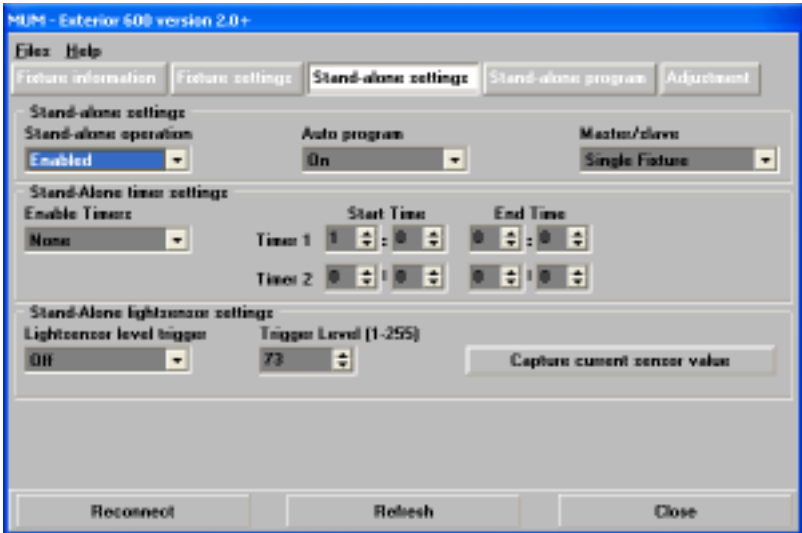 MUM - Exterior 600 version 2.0+
Files Help
Fixture information Fixture settings Stand-alone settings Stand-alone program Adjustment
Stand-alone settings
Stand-alone operation Auto program Master/slave
Enabled On Single Fixture
Stand-Alone timer settings
Enable Timers Start Time End Time
None Timer 1 1 : 0 0 : 0
Timer 2 0 : 0 0 : 0
Stand-Alone lightsensor settings
Lightsensor level trigger Trigger Level (1-255)
Off 73 Capture current sensor value
Reconnect Refresh Close